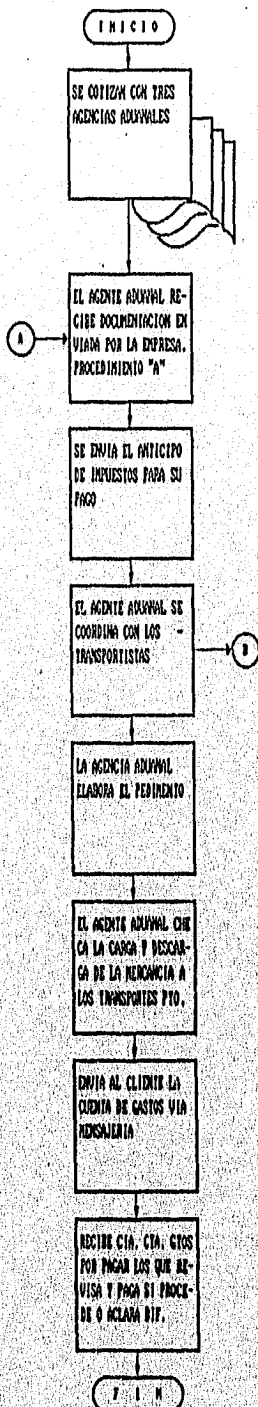 INICIO
SE COTIZAN CON TRES
AGENCIAS ADUANALES
EL AGENTE ADUANAL RE-
CIBE DOCUMENTACION EN
VIADA POR LA EMPRESA.
PROCEDIMIENTO "A"
A
SE ENVIA EL ANTICIPO
DE IMPUESTOS PARA SU
PAGO
EL AGENTE ADUANAL SE
COORDINA CON LOS -
TRANSPORTISTAS
B
LA AGENCIA ADUANAL
ELABORA EL PEDIMENTO
EL AGENTE ADUANAL CHE
CA LA CARGA Y DESCAR-
GA DE LA MERCANCIA A
LOS TRANSPORTES PTO.
ENVIA AL CLIENTE LA
CUENTA DE GASTOS VIA
MENSAJERIA
RECIBE CIA. CTA. GTOS
POR PAGAR LOS QUE RE-
VISA Y PAGA SI PROCE-
DE O ACLARA DIF.
FIN